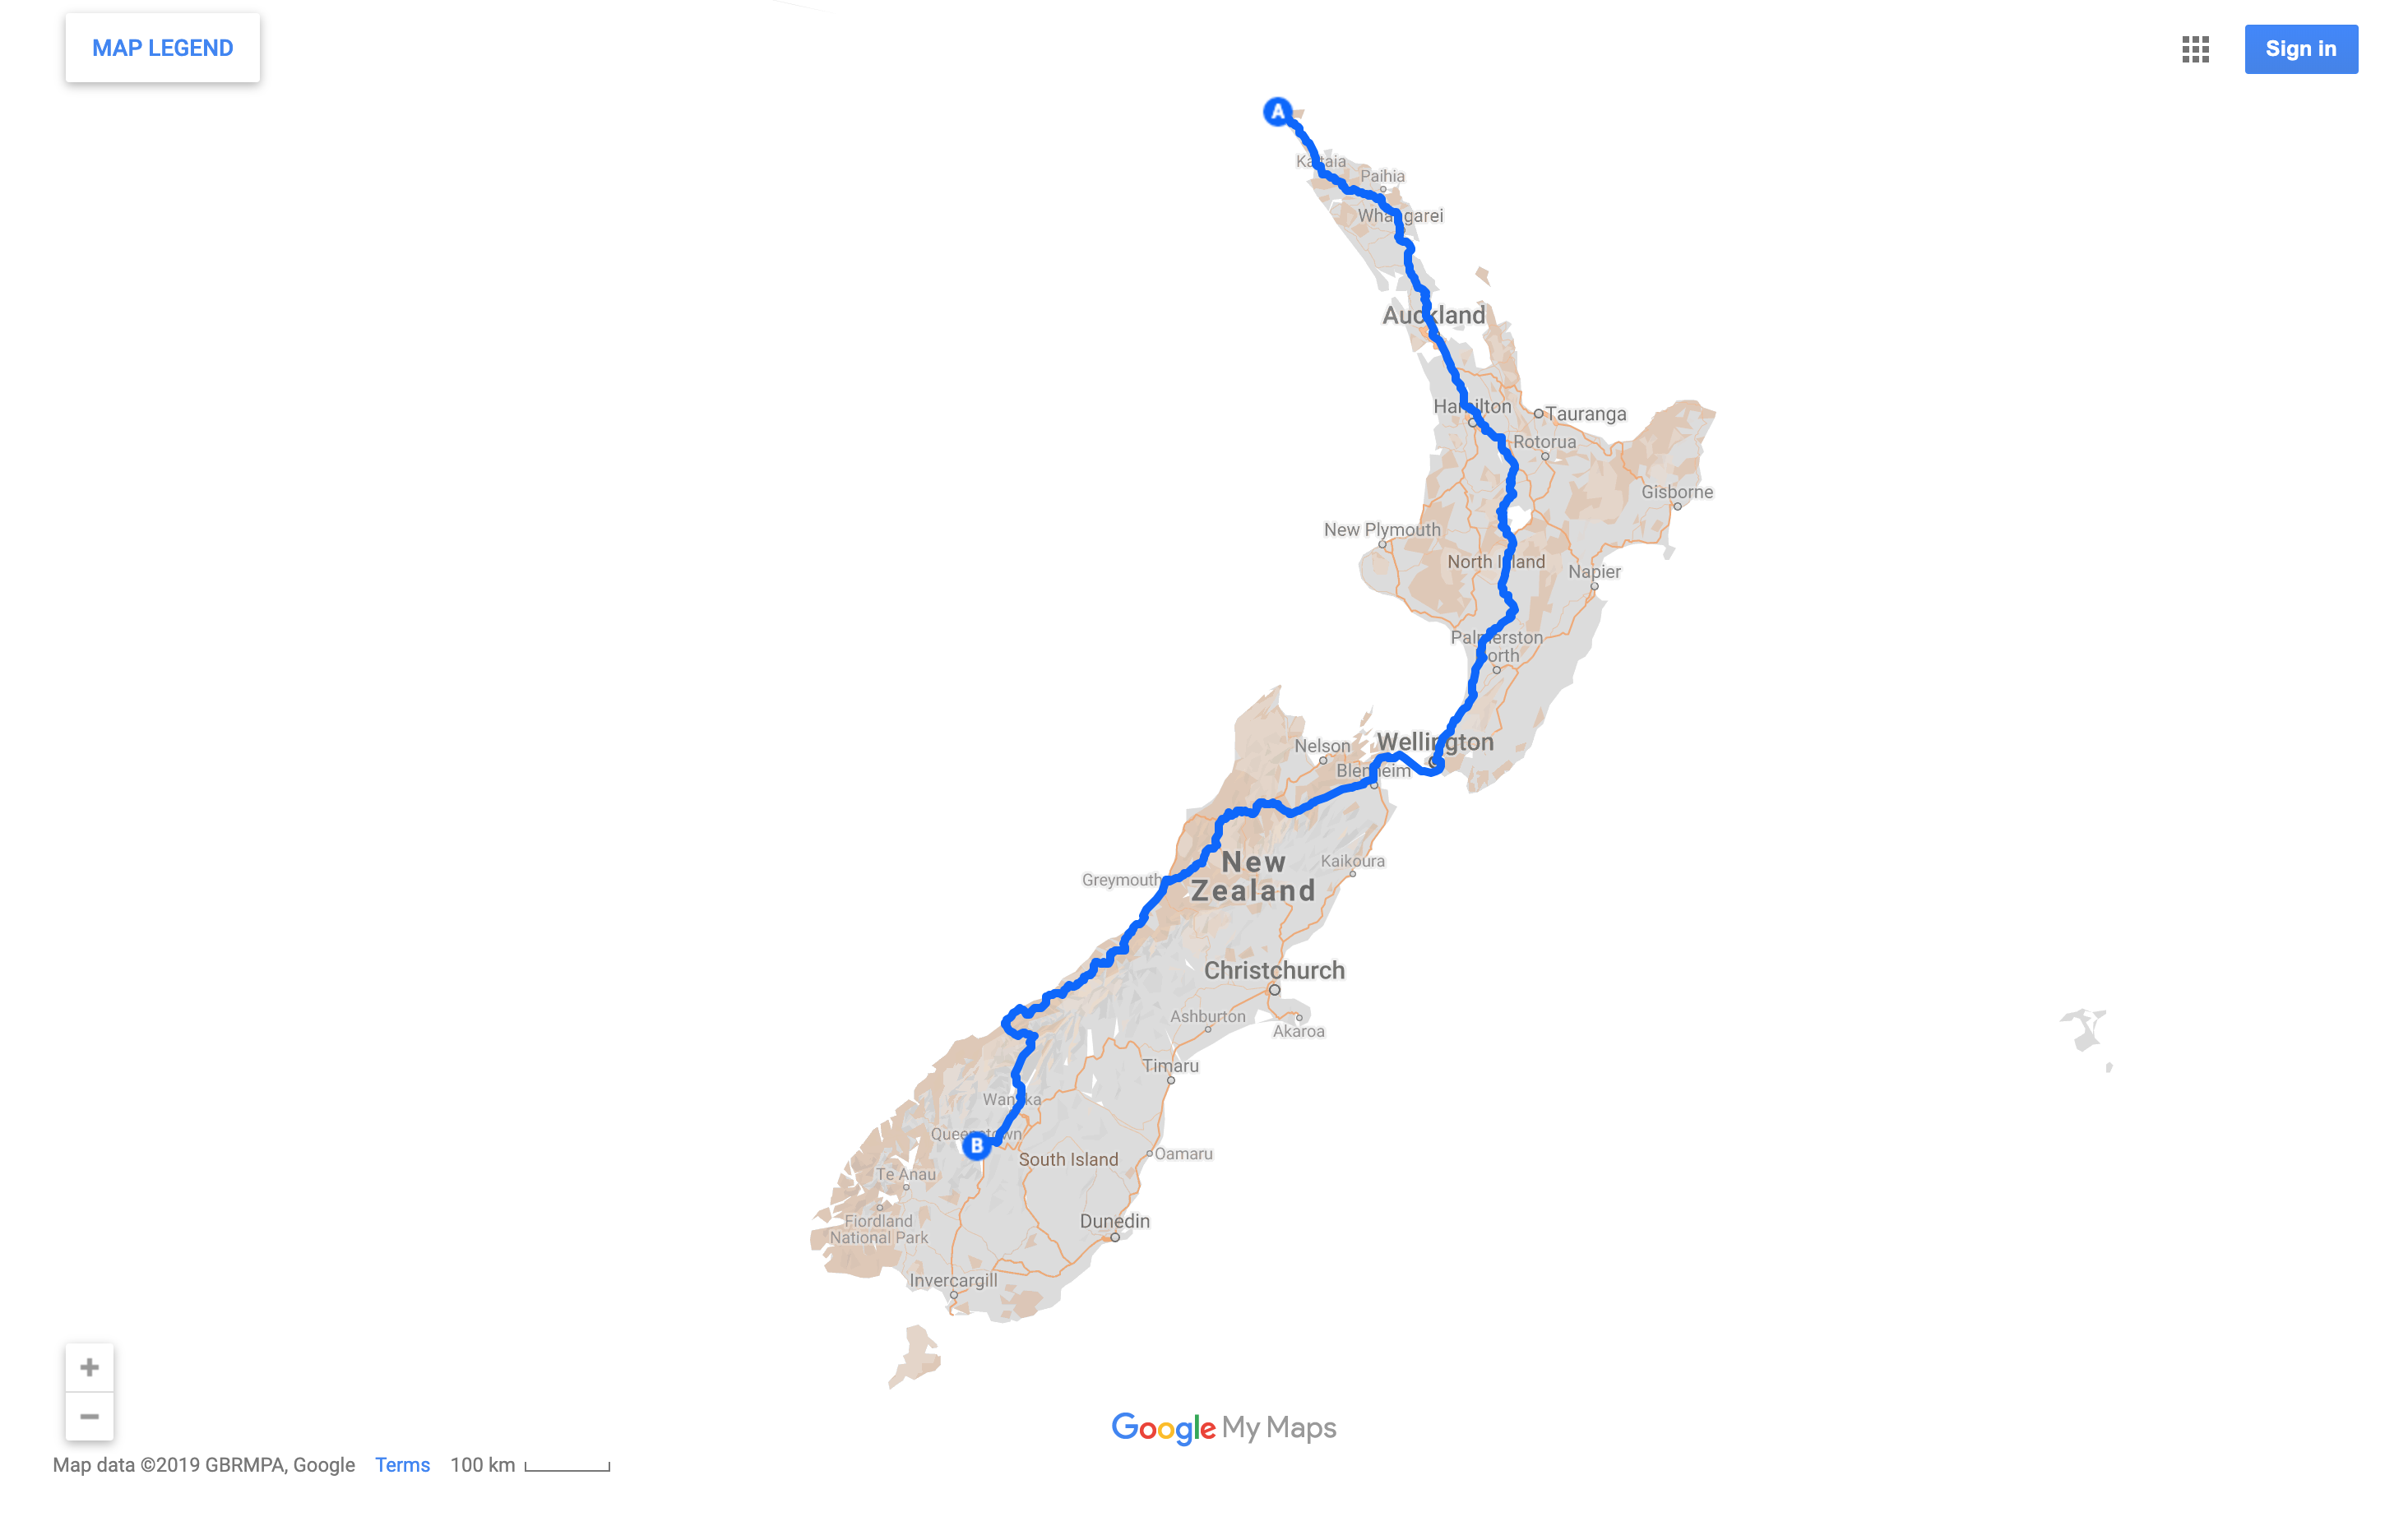 MAP LEGEND
Sign in
A
Kaitaia
Paihia
Whangarei
Auckland
Hamilton
Tauranga
Rotorua
Gisborne
New Plymouth
North Island
Napier
Palmerston
North
Wellington
Nelson
Blenheim
New
Zealand
Kaikoura
Greymouth
Christchurch
Ashburton
Akaroa
Timaru
Wanaka
Queenstown
B
South Island
Oamaru
Te Anau
Fiordland
National Park
Dunedin
Invercargill
+
−
Google My Maps
Map data ©2019 GBRMPA, Google Terms 100 km